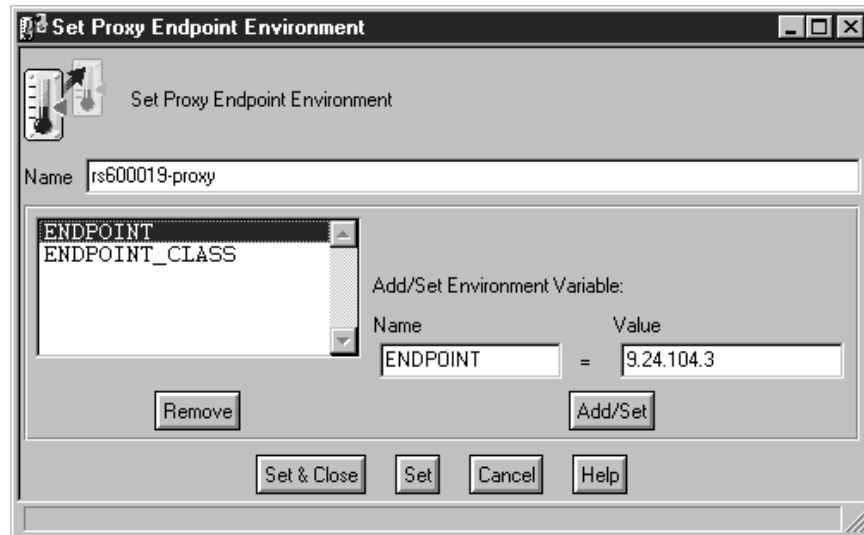 Set Proxy Endpoint Environment
Set Proxy Endpoint Environment
Name rs600019-proxy
ENDPOINT
ENDPOINT_CLASS
Add/Set Environment Variable:
Name Value
ENDPOINT = 9.24.104.3
Remove Add/Set
Set & Close Set Cancel Help